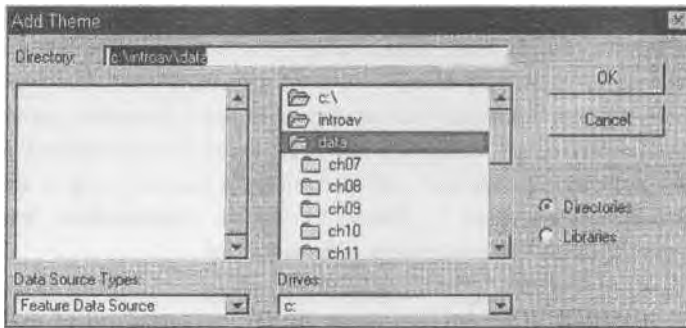 Add Theme
Directory: c:\introav\data
OK
Cancel
c:\
introav
data
ch07
ch08
ch09
ch10
ch11
Directories
Libraries
Data Source Types:
Feature Data Source
Drives:
c: